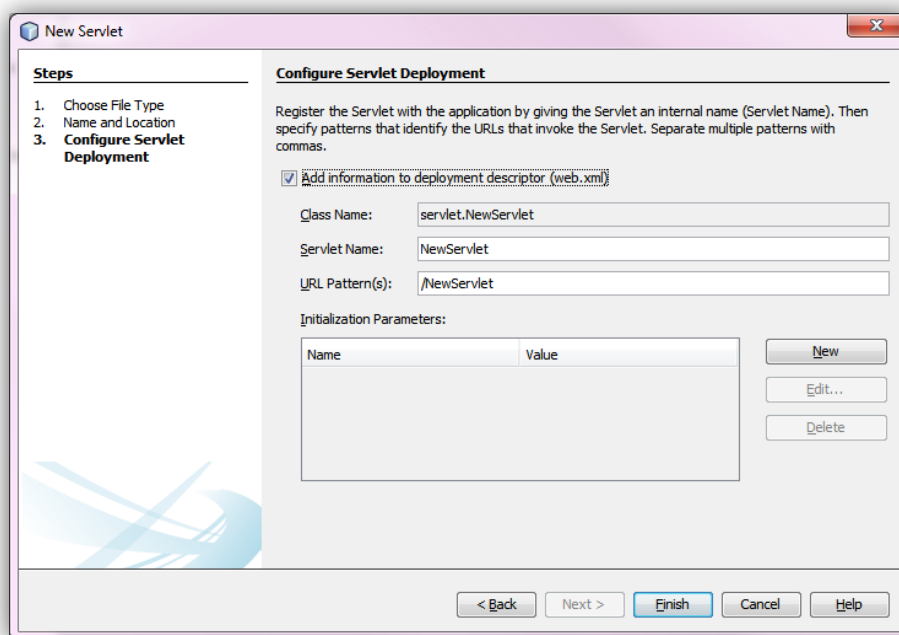 New Servlet
Steps
1. Choose File Type
2. Name and Location
3. Configure Servlet
Deployment
Configure Servlet Deployment
Register the Servlet with the application by giving the Servlet an internal name (Servlet Name). Then
specify patterns that identify the URLs that invoke the Servlet. Separate multiple patterns with
commas.
Add information to deployment descriptor (web.xml)
Class Name: servlet.NewServlet
Servlet Name: NewServlet
URL Pattern(s): /NewServlet
Initialization Parameters:
Name Value
New
Edit...
Delete
< Back Next > Finish Cancel Help